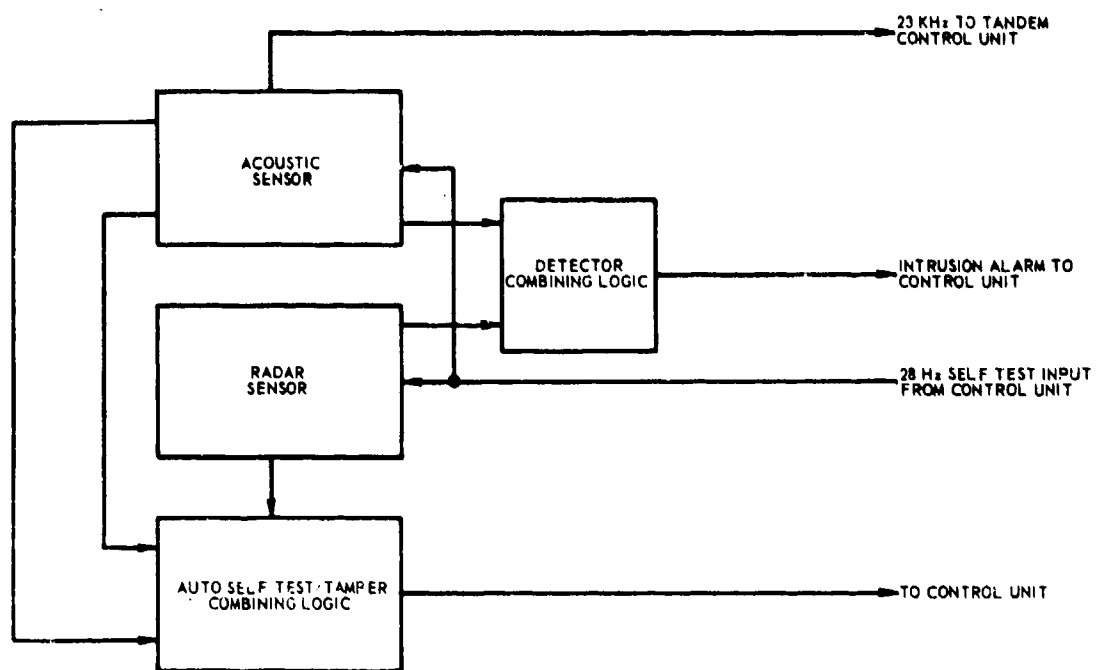 23 KHz TO TANDEM
CONTROL UNIT
ACOUSTIC
SENSOR
DETECTOR
COMBINING LOGIC
INTRUSION ALARM TO
CONTROL UNIT
RADAR
SENSOR
28 Hz SELF TEST INPUT
FROM CONTROL UNIT
AUTO SELF TEST/TAMPER
COMBINING LOGIC
TO CONTROL UNIT